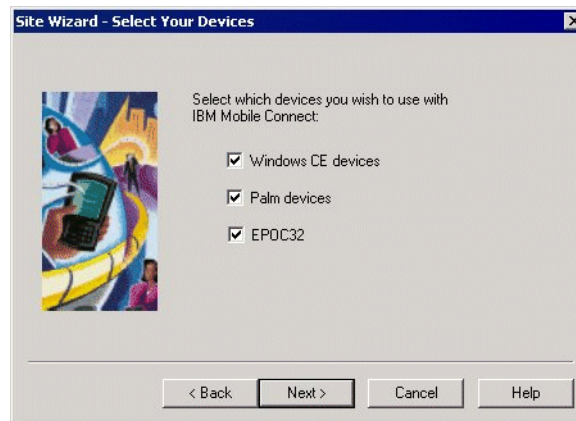 Site Wizard - Select Your Devices
Select which devices you wish to use with
IBM Mobile Connect:
Windows CE devices
Palm devices
EPOC32
< Back
Next >
Cancel
Help